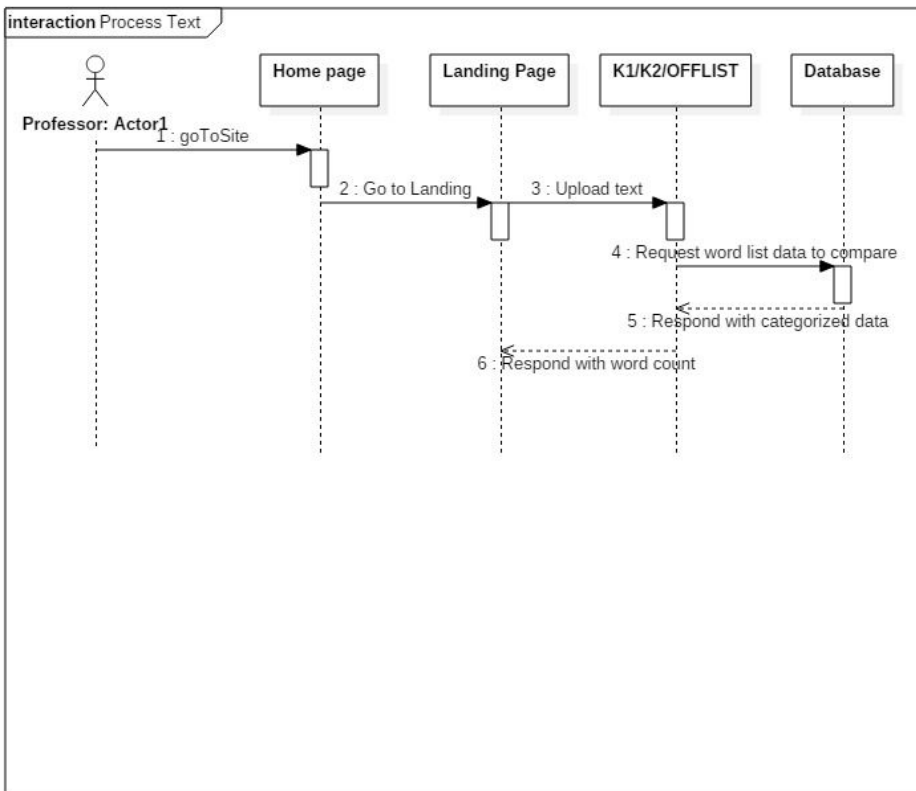 interaction Process Text
Home page
Landing Page
K1/K2/OFFLIST
Database
Professor: Actor1
1 : goToSite
2 : Go to Landing
3 : Upload text
4 : Request word list data to compare
5 : Respond with categorized data
6 : Respond with word count